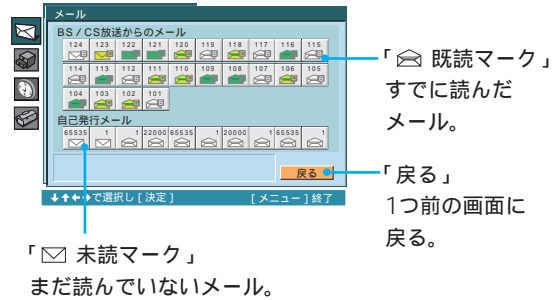 メール
BS / CS放送からのメール
124 123 122 121 120 119 118 117 116 115
114 113 112 111 110 109 108 107 106 105
104 103 102 101
自己発行メール
65535 1 1 22000 65535 1 20000 1 65535 1
戻る
で選択し [ 決定 ] [ メニュー ] 終了
「 既読マーク」
すでに読んだ
メール。
「戻る」
1つ前の画面に
戻る。
「 未読マーク」
まだ読んでいないメール。